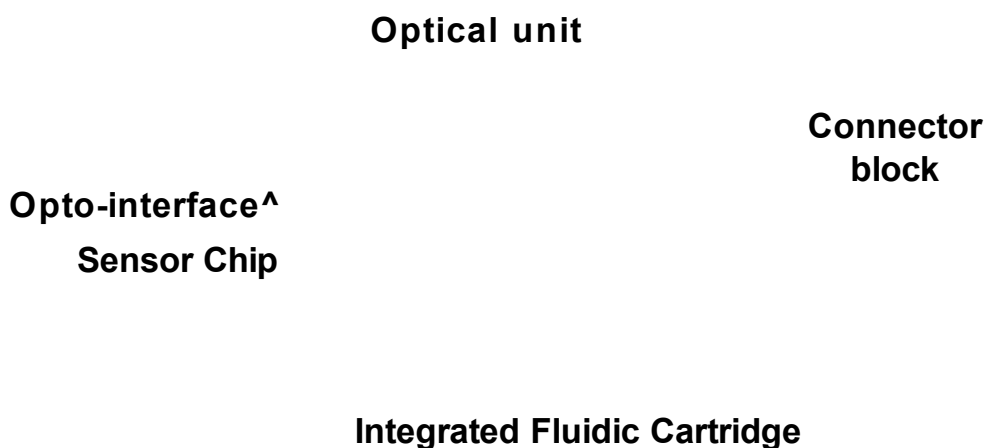 Optical unit
Connector
block
Opto-interface^
Sensor Chip
Integrated Fluidic Cartridge